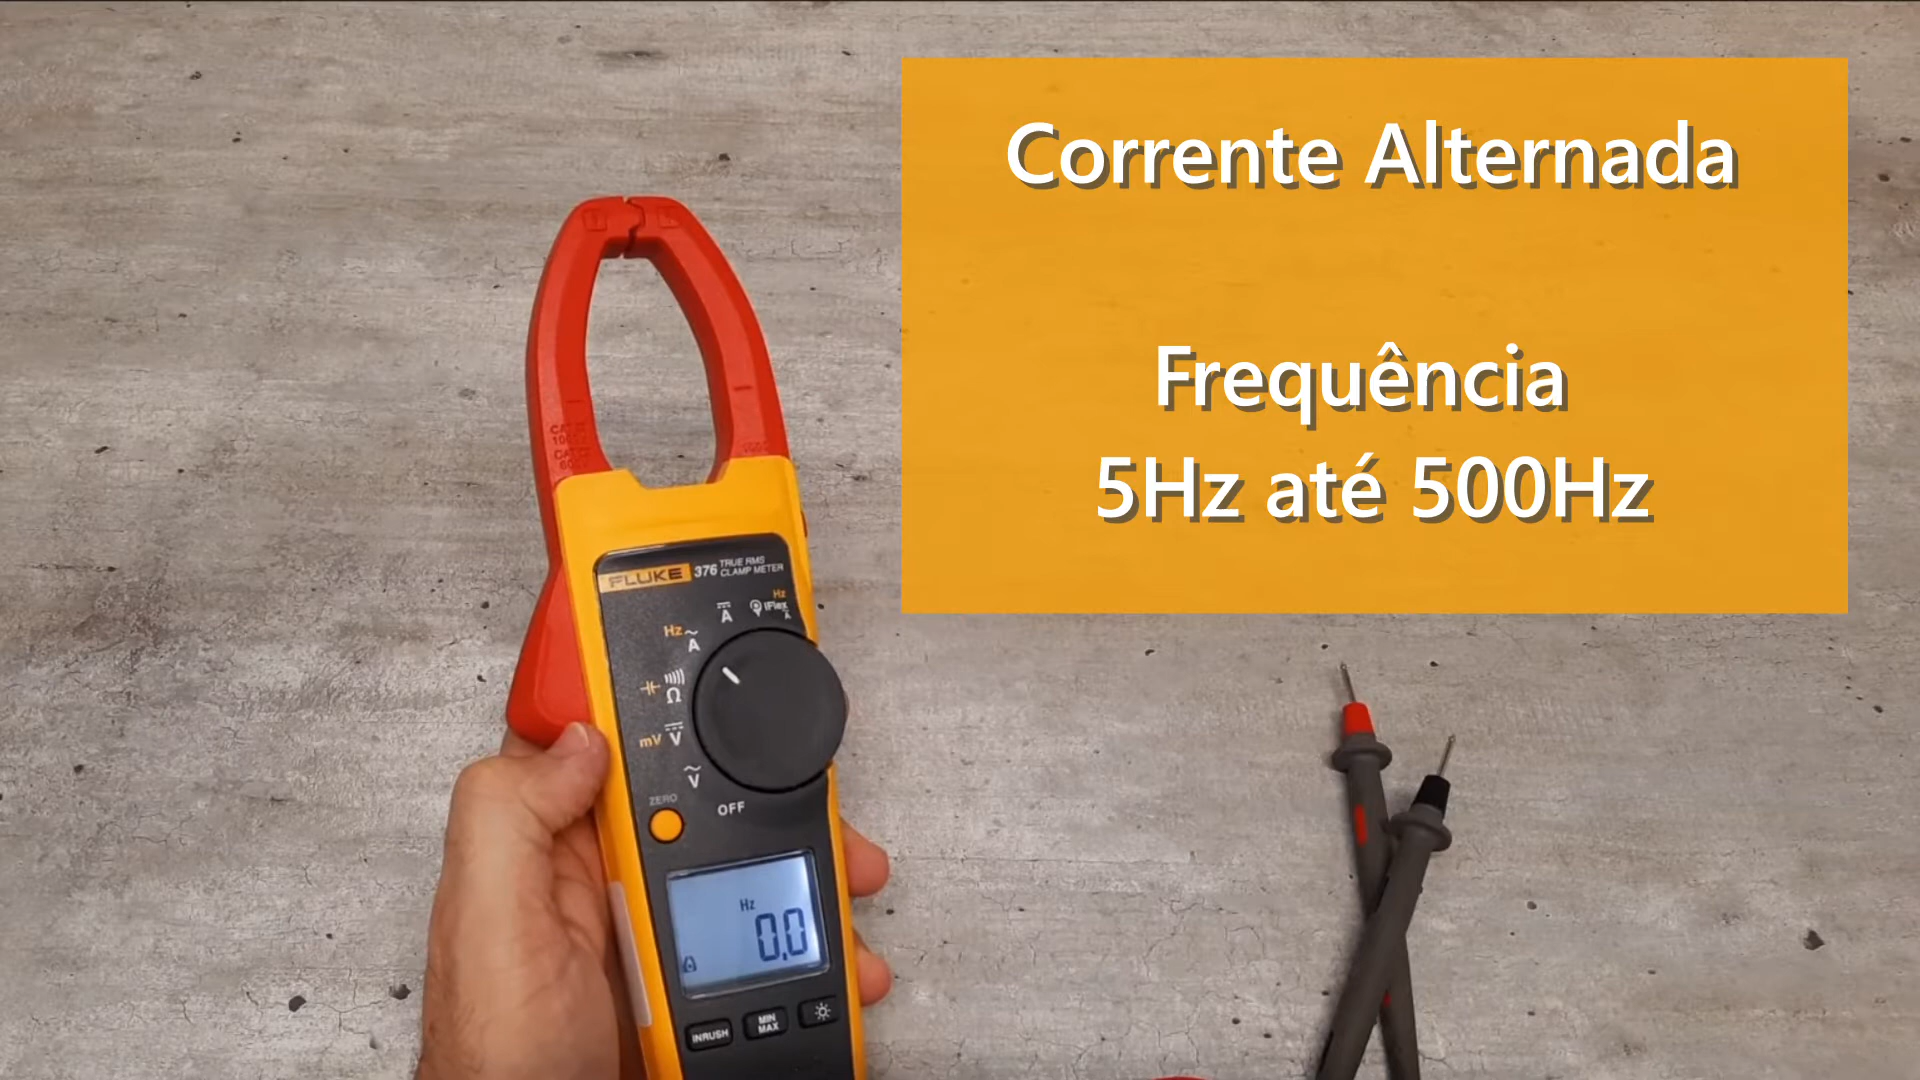 Corrente Alternada
Frequência
5Hz até 500Hz
FLUKE 376 TRUE RMS
CLAMP METER
Hz
A
iFlex
A
Hz
A
Ω
mV V
V
OFF
ZERO
Hz
0.0
INRUSH
MIN
MAX